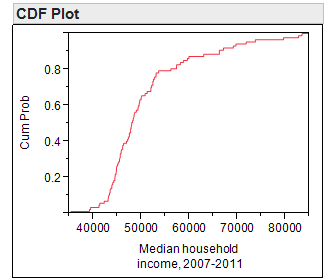 CDF Plot
0.8
0.6
0.4
0.2
Cum Prob
40000 50000 60000 70000 80000
Median household
income, 2007-2011